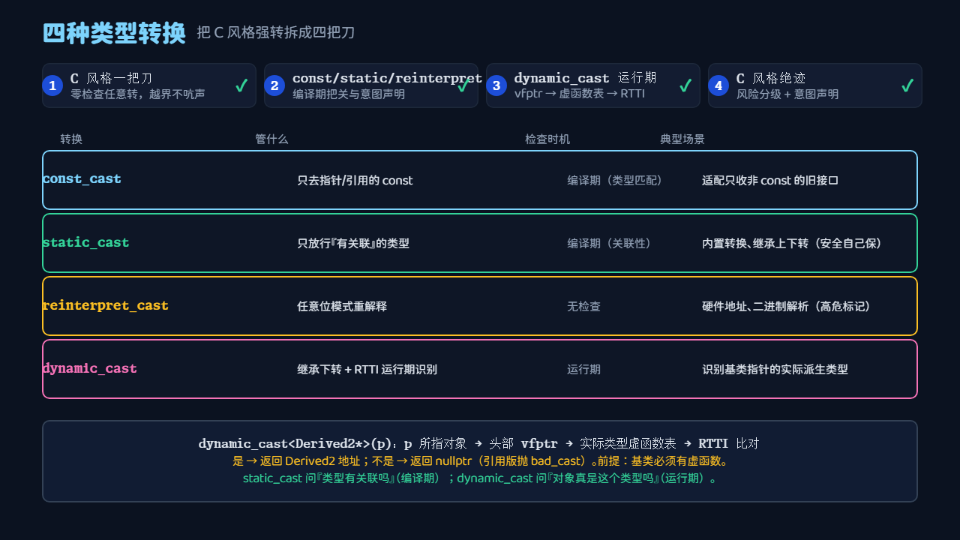 四种类型转换 把 C 风格强转拆成四把刀
1 C 风格一把刀 ✓
零检查任意转，越界不吭声
2 const/static/reinterpret ✓
编译期把关与意图声明
3 dynamic_cast 运行期 ✓
vfptr → 虚函数表 → RTTI
4 C 风格绝迹 ✓
风险分级 + 意图声明
转换 管什么 检查时机 典型场景
const_cast 只去指针/引用的 const 编译期（类型匹配） 适配只收非 const 的旧接口
static_cast 只放行『有关联』的类型 编译期（关联性） 内置转换、继承上下转（安全自己保）
reinterpret_cast 任意位模式重解释 无检查 硬件地址、二进制解析（高危标记）
dynamic_cast 继承下转 + RTTI 运行期识别 运行期 识别基类指针的实际派生类型
dynamic_cast<Derived2*>(p)：p 所指对象 → 头部 vfptr → 实际类型虚函数表 → RTTI 比对
是 → 返回 Derived2 地址；不是 → 返回 nullptr（引用版抛 bad_cast）。前提：基类必须有虚函数。
static_cast 问『类型有关联吗』（编译期）；dynamic_cast 问『对象真是这个类型吗』（运行期）。